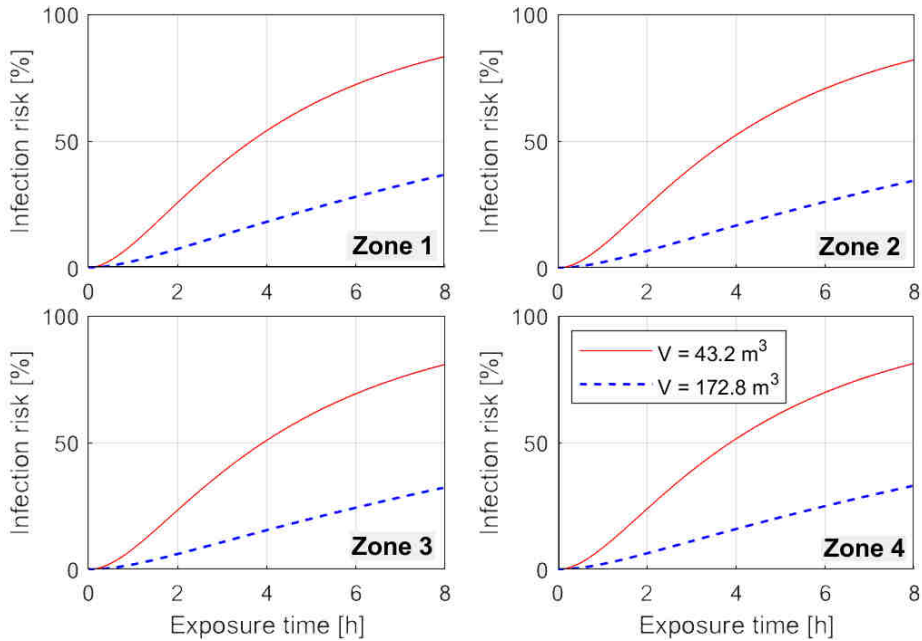 100
50
0
Infection risk [%]
Zone 1
0 2 4 6 8
100
50
0
Infection risk [%]
Zone 2
0 2 4 6 8
100
50
0
Infection risk [%]
Zone 3
0 2 4 6 8
Exposure time [h]
100
50
0
Infection risk [%]
V = 43.2 m³
V = 172.8 m³
Zone 4
0 2 4 6 8
Exposure time [h]